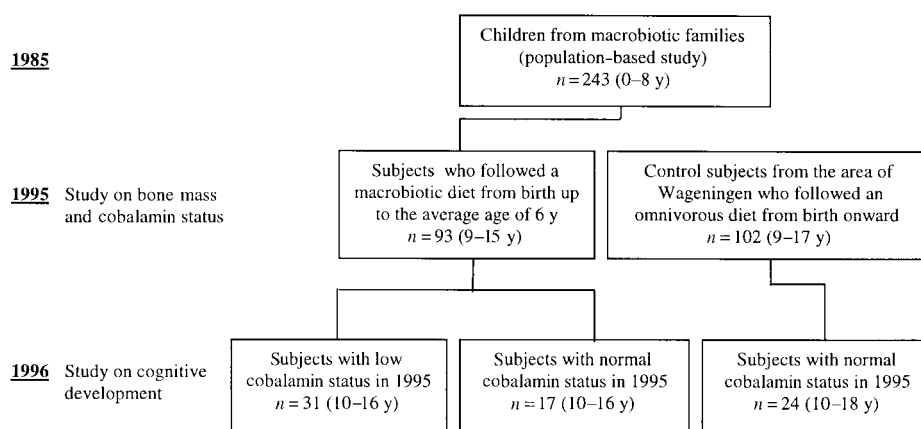 1985
Children from macrobiotic families
(population-based study)
n = 243 (0–8 y)
1995 Study on bone mass
and cobalamin status
Subjects who followed a
macrobiotic diet from birth up
to the average age of 6 y
n = 93 (9–15 y)
Control subjects from the area of
Wageningen who followed an
omnivorous diet from birth onward
n = 102 (9–17 y)
1996 Study on cognitive
development
Subjects with low
cobalamin status in 1995
n = 31 (10–16 y)
Subjects with normal
cobalamin status in 1995
n = 17 (10–16 y)
Subjects with normal
cobalamin status in 1995
n = 24 (10–18 y)